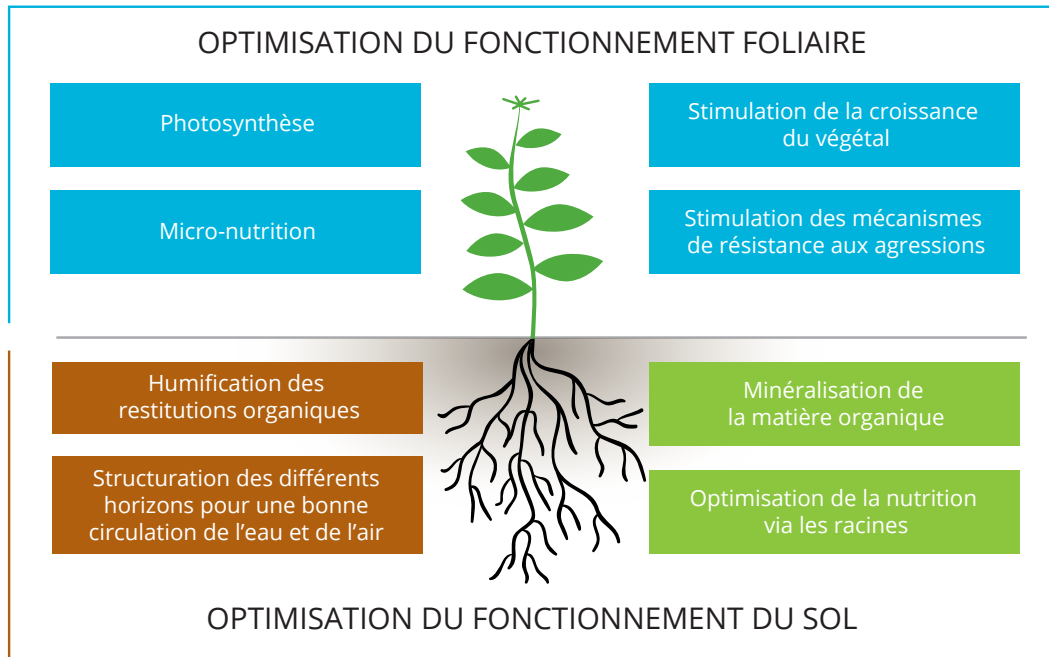 OPTIMISATION DU FONCTIONNEMENT FOLIAIRE
Photosynthèse
Stimulation de la croissance
du végétal
Micro-nutrition
Stimulation des mécanismes
de résistance aux agressions
Humification des
restitutions organiques
Minéralisation de
la matière organique
Structuration des différents
horizons pour une bonne
circulation de l’eau et de l’air
Optimisation de la nutrition
via les racines
OPTIMISATION DU FONCTIONNEMENT DU SOL